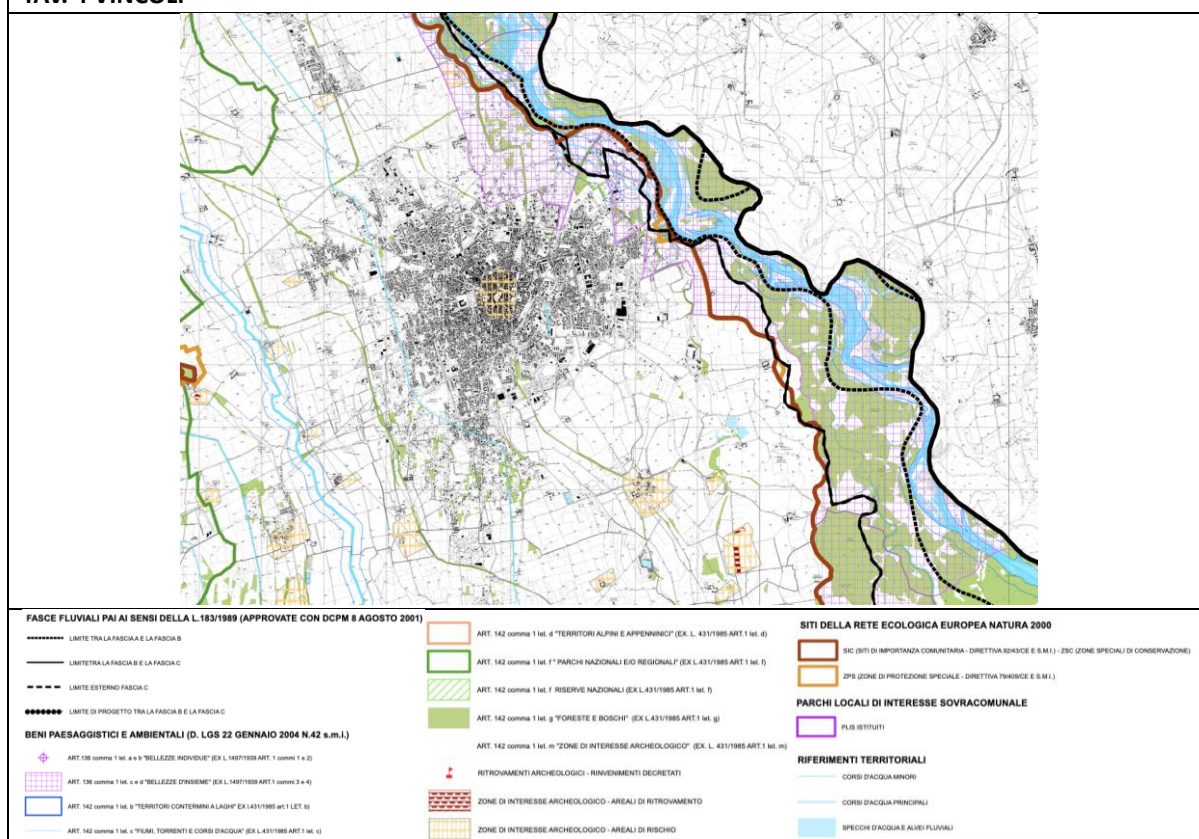 FASCE FLUVIALI PAI AI SENSI DELLA L.183/1989 (APPROVATE CON DCPM 8 AGOSTO 2001)
LIMITE TRA LA FASCIA A E LA FASCIA B
LIMITETRA LA FASCIA B E LA FASCIA C
LIMITE ESTERNO FASCIA C
LIMITE DI PROGETTO TRA LA FASCIA B E LA FASCIA C
BENI PAESAGGISTICI E AMBIENTALI (D. LGS 22 GENNAIO 2004 N.42 s.m.i.)
ART.136 comma 1 let. a e b "BELLEZZE INDIVIDUE" (EX L.1497/1939 ART. 1 commi 1 e 2)
ART. 136 comma 1 let. c e d "BELLEZZE D'INSIEME" (EX L.1497/1939 ART.1 commi 3 e 4)
ART. 142 comma 1 let. b "TERRITORI CONTERMINI A LAGHI" EX l.431/1985 art.1 LET. b)
ART. 142 comma 1 let. c "FIUMI, TORRENTI E CORSI D'ACQUA" (EX L.431/1985 ART.1 let. c)
ART. 142 comma 1 let. d "TERRITORI ALPINI E APPENNINICI" (EX. L. 431/1985 ART.1 let. d)
ART. 142 comma 1 let. f " PARCHI NAZIONALI E/O REGIONALI" (EX L.431/1985 ART.1 let. f)
ART. 142 comma 1 let. f RISERVE NAZIONALI (EX L.431/1985 ART.1 let. f)
ART. 142 comma 1 let. g "FORESTE E BOSCHI" (EX L.431/1985 ART.1 let. g)
ART. 142 comma 1 let. m "ZONE DI INTERESSE ARCHEOLOGICO" (EX. L. 431/1985 ART.1 let. m)
RITROVAMENTI ARCHEOLOGICI - RINVENIMENTI DECRETATI
ZONE DI INTERESSE ARCHEOLOGICO - AREALI DI RITROVAMENTO
ZONE DI INTERESSE ARCHEOLOGICO - AREALI DI RISCHIO
SITI DELLA RETE ECOLOGICA EUROPEA NATURA 2000
SIC (SITI DI IMPORTANZA COMUNITARIA - DIRETTIVA 92/43/CE E S.M.I.) - ZSC (ZONE SPECIALI DI CONSERVAZIONE)
ZPS (ZONE DI PROTEZIONE SPECIALE - DIRETTIVA 79/409/CE E S.M.I.)
PARCHI LOCALI DI INTERESSE SOVRACOMUNALE
PLIS ISTITUITI
RIFERIMENTI TERRITORIALI
CORSI D'ACQUA MINORI
CORSI D'ACQUA PRINCIPALI
SPECCHI D'ACQUA E ALVEI FLUVIALI